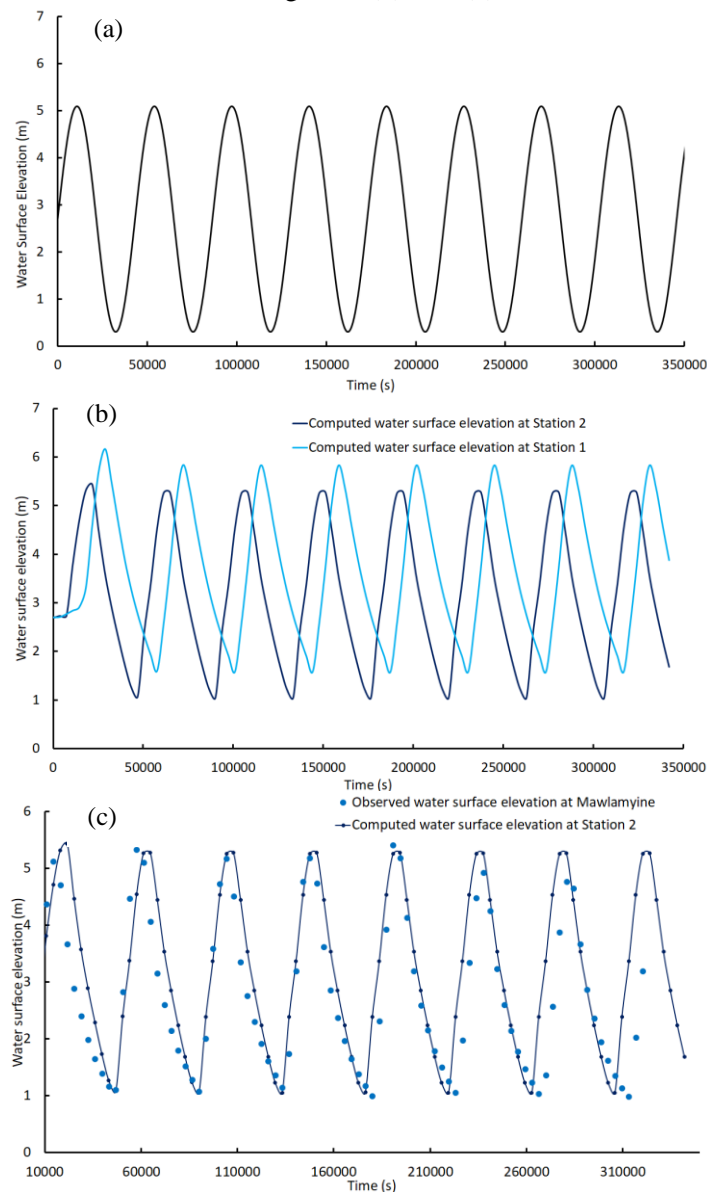 (a)
7
6
5
4
3
2
1
0
Water Surface Elevation (m)
0 50000 100000 150000 200000 250000 300000 350000
Time (s)
(b)
Computed water surface elevation at Station 2
Computed water surface elevation at Station 1
7
6
5
4
3
2
1
0
Water surface elevation (m)
0 50000 100000 150000 200000 250000 300000 350000
Time (s)
(c)
Observed water surface elevation at Mawlamyine
Computed water surface elevation at Station 2
6
5
4
3
2
1
0
Water surface elevation (m)
10000 60000 110000 160000 210000 260000 310000
Time (s)